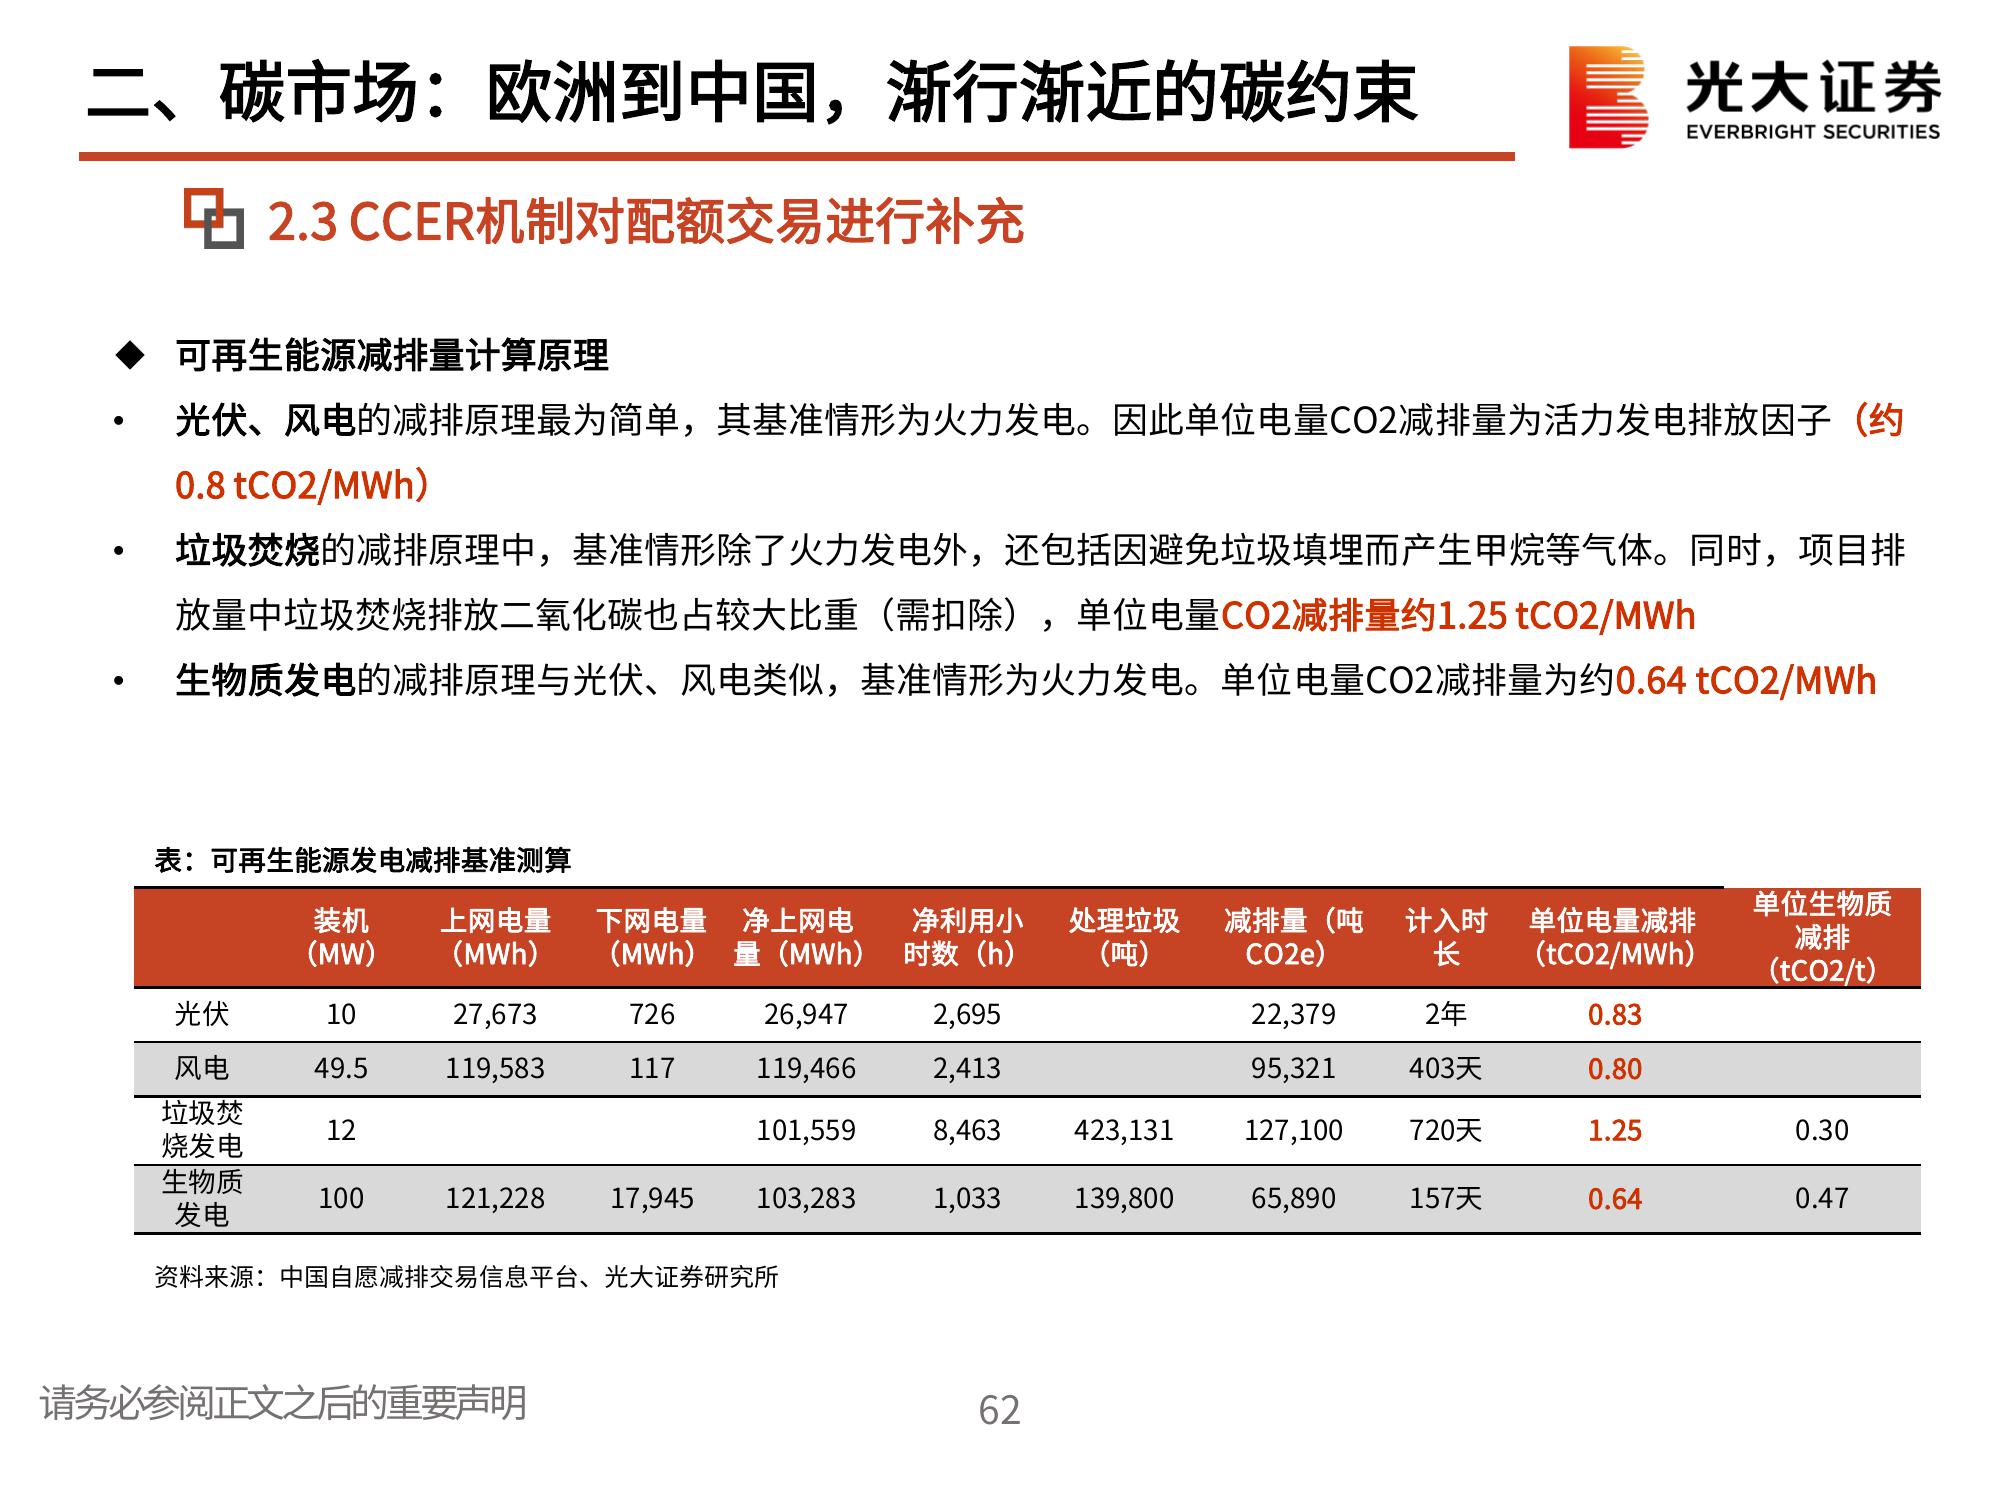 二、碳市场：欧洲到中国，渐行渐近的碳约束
光大证券
EVERBRIGHT SECURITIES
2.3 CCER机制对配额交易进行补充
◆ 可再生能源减排量计算原理
• 光伏、风电的减排原理最为简单，其基准情形为火力发电。因此单位电量CO2减排量为活力发电排放因子（约
0.8 tCO2/MWh）
• 垃圾焚烧的减排原理中，基准情形除了火力发电外，还包括因避免垃圾填埋而产生甲烷等气体。同时，项目排
放量中垃圾焚烧排放二氧化碳也占较大比重（需扣除），单位电量CO2减排量约1.25 tCO2/MWh
• 生物质发电的减排原理与光伏、风电类似，基准情形为火力发电。单位电量CO2减排量为约0.64 tCO2/MWh
表：可再生能源发电减排基准测算
装机（MW） 上网电量（MWh） 下网电量（MWh） 净上网电量（MWh） 净利用小时数（h） 处理垃圾（吨） 减排量（吨CO2e） 计入时长 单位电量减排（tCO2/MWh） 单位生物质减排（tCO2/t）
光伏 10 27,673 726 26,947 2,695 22,379 2年 0.83
风电 49.5 119,583 117 119,466 2,413 95,321 403天 0.80
垃圾焚烧发电 12 101,559 8,463 423,131 127,100 720天 1.25 0.30
生物质发电 100 121,228 17,945 103,283 1,033 139,800 65,890 157天 0.64 0.47
资料来源：中国自愿减排交易信息平台、光大证券研究所
请务必参阅正文之后的重要声明
62